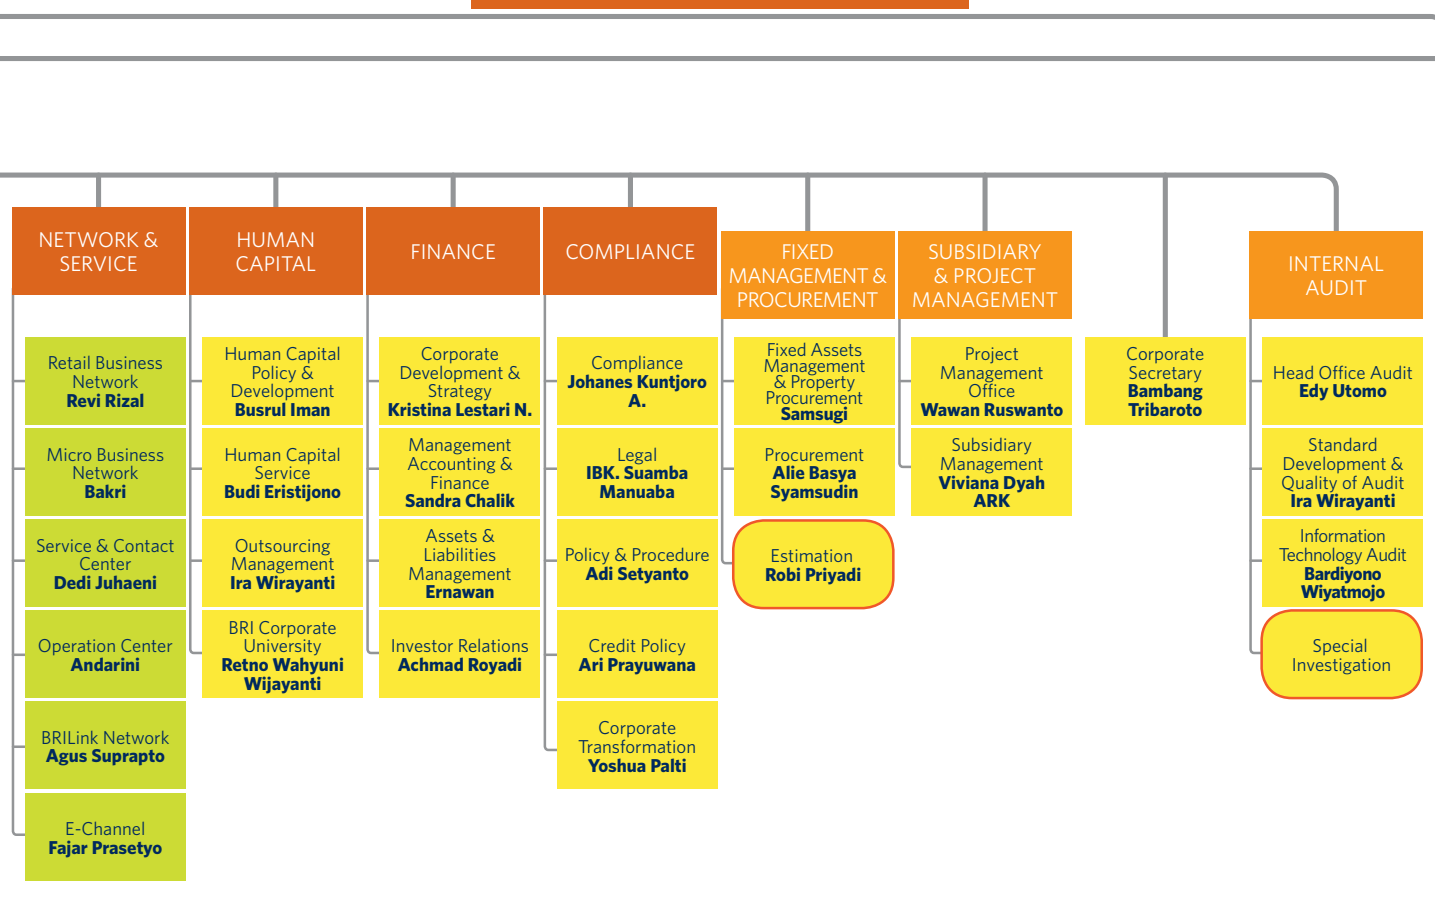 NETWORK &
SERVICE
Retail Business
Network
Revi Rizal
Micro Business
Network
Bakri
Service & Contact
Center
Dedi Juhaeni
Operation Center
Andarini
BRILink Network
Agus Suprapto
E-Channel
Fajar Prasetyo
HUMAN
CAPITAL
Human Capital
Policy &
Development
Busrul Iman
Human Capital
Service
Budi Eristijono
Outsourcing
Management
Ira Wirayanti
BRI Corporate
University
Retno Wahyuni
Wijayanti
FINANCE
Corporate
Development &
Strategy
Kristina Lestari N.
Management
Accounting &
Finance
Sandra Chalik
Assets &
Liabilities
Management
Ernawan
Investor Relations
Achmad Royadi
COMPLIANCE
Compliance
Johanes Kuntjoro
A.
Legal
IBK. Suamba
Manuaba
Policy & Procedure
Adi Setyanto
Credit Policy
Ari Prayuwana
Corporate
Transformation
Yoshua Palti
FIXED
MANAGEMENT &
PROCUREMENT
Fixed Assets
Management
& Property
Procurement
Samsugi
Procurement
Alie Basya
Syamsudin
Estimation
Robi Priyadi
SUBSIDIARY
& PROJECT
MANAGEMENT
Project
Management
Office
Wawan Ruswanto
Subsidiary
Management
Viviana Dyah
ARK
Corporate
Secretary
Bambang
Tribaroto
INTERNAL
AUDIT
Head Office Audit
Edy Utomo
Standard
Development &
Quality of Audit
Ira Wirayanti
Information
Technology Audit
Bardiyono
Wiyatmojo
Special
Investigation